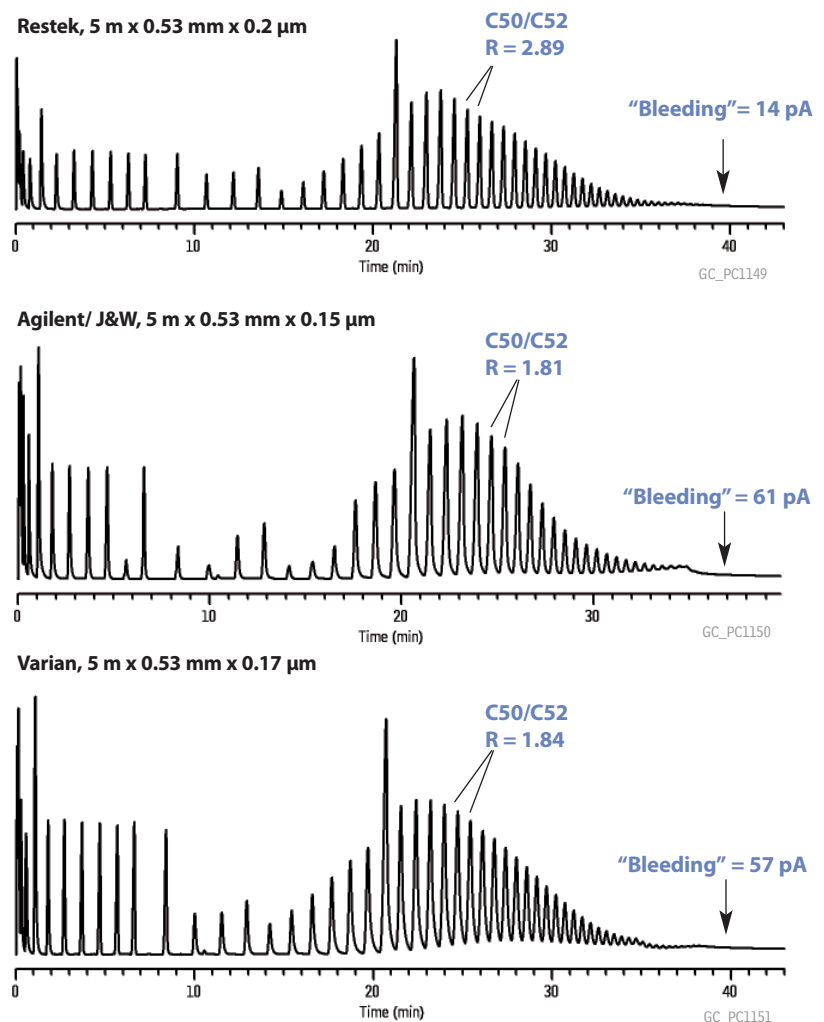 Restek, 5 m x 0.53 mm x 0.2 µm
C50/C52
R = 2.89
“Bleeding”= 14 pA
0 10 20 30 40
Time (min)
GC_PC1149
Agilent/ J&W, 5 m x 0.53 mm x 0.15 µm
C50/C52
R = 1.81
“Bleeding” = 61 pA
0 10 20 30
Time (min)
GC_PC1150
Varian, 5 m x 0.53 mm x 0.17 µm
C50/C52
R = 1.84
“Bleeding” = 57 pA
0 10 20 30 40
Time (min)
GC_PC1151